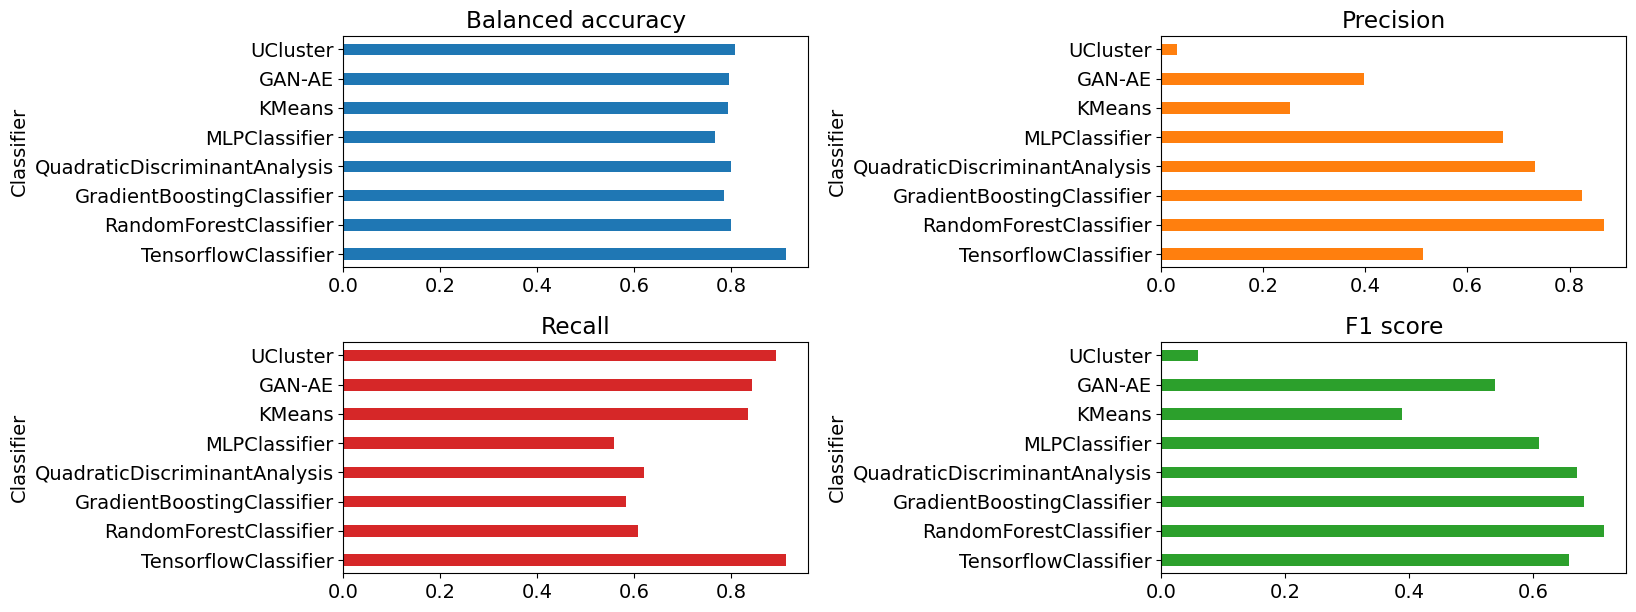 Balanced accuracy
Classifier
UCluster
GAN-AE
KMeans
MLPClassifier
QuadraticDiscriminantAnalysis
GradientBoostingClassifier
RandomForestClassifier
TensorflowClassifier
0.0 0.2 0.4 0.6 0.8
Precision
Classifier
UCluster
GAN-AE
KMeans
MLPClassifier
QuadraticDiscriminantAnalysis
GradientBoostingClassifier
RandomForestClassifier
TensorflowClassifier
0.0 0.2 0.4 0.6 0.8
Recall
Classifier
UCluster
GAN-AE
KMeans
MLPClassifier
QuadraticDiscriminantAnalysis
GradientBoostingClassifier
RandomForestClassifier
TensorflowClassifier
0.0 0.2 0.4 0.6 0.8
F1 score
Classifier
UCluster
GAN-AE
KMeans
MLPClassifier
QuadraticDiscriminantAnalysis
GradientBoostingClassifier
RandomForestClassifier
TensorflowClassifier
0.0 0.2 0.4 0.6